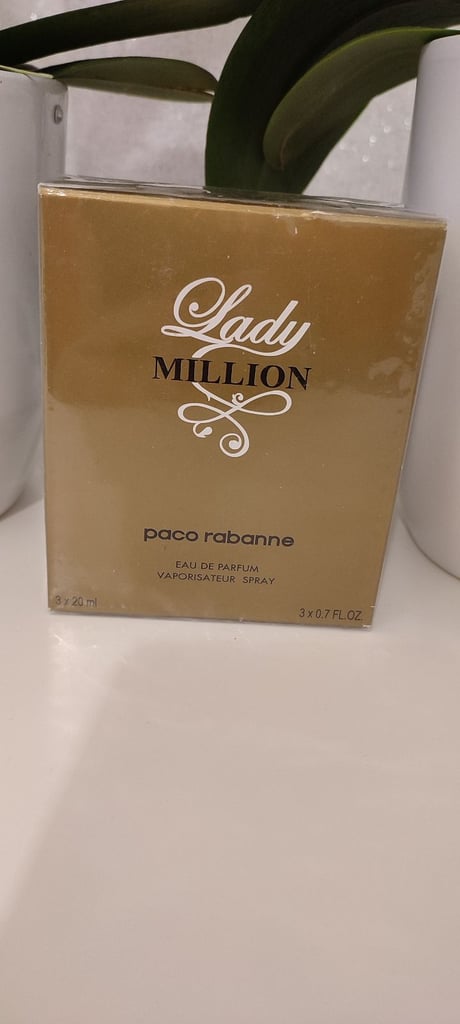 Lady
MILLION
paco rabanne
EAU DE PARFUM
VAPORISATEUR SPRAY
3 x 20 ml
3 x 0.7 FL.OZ.